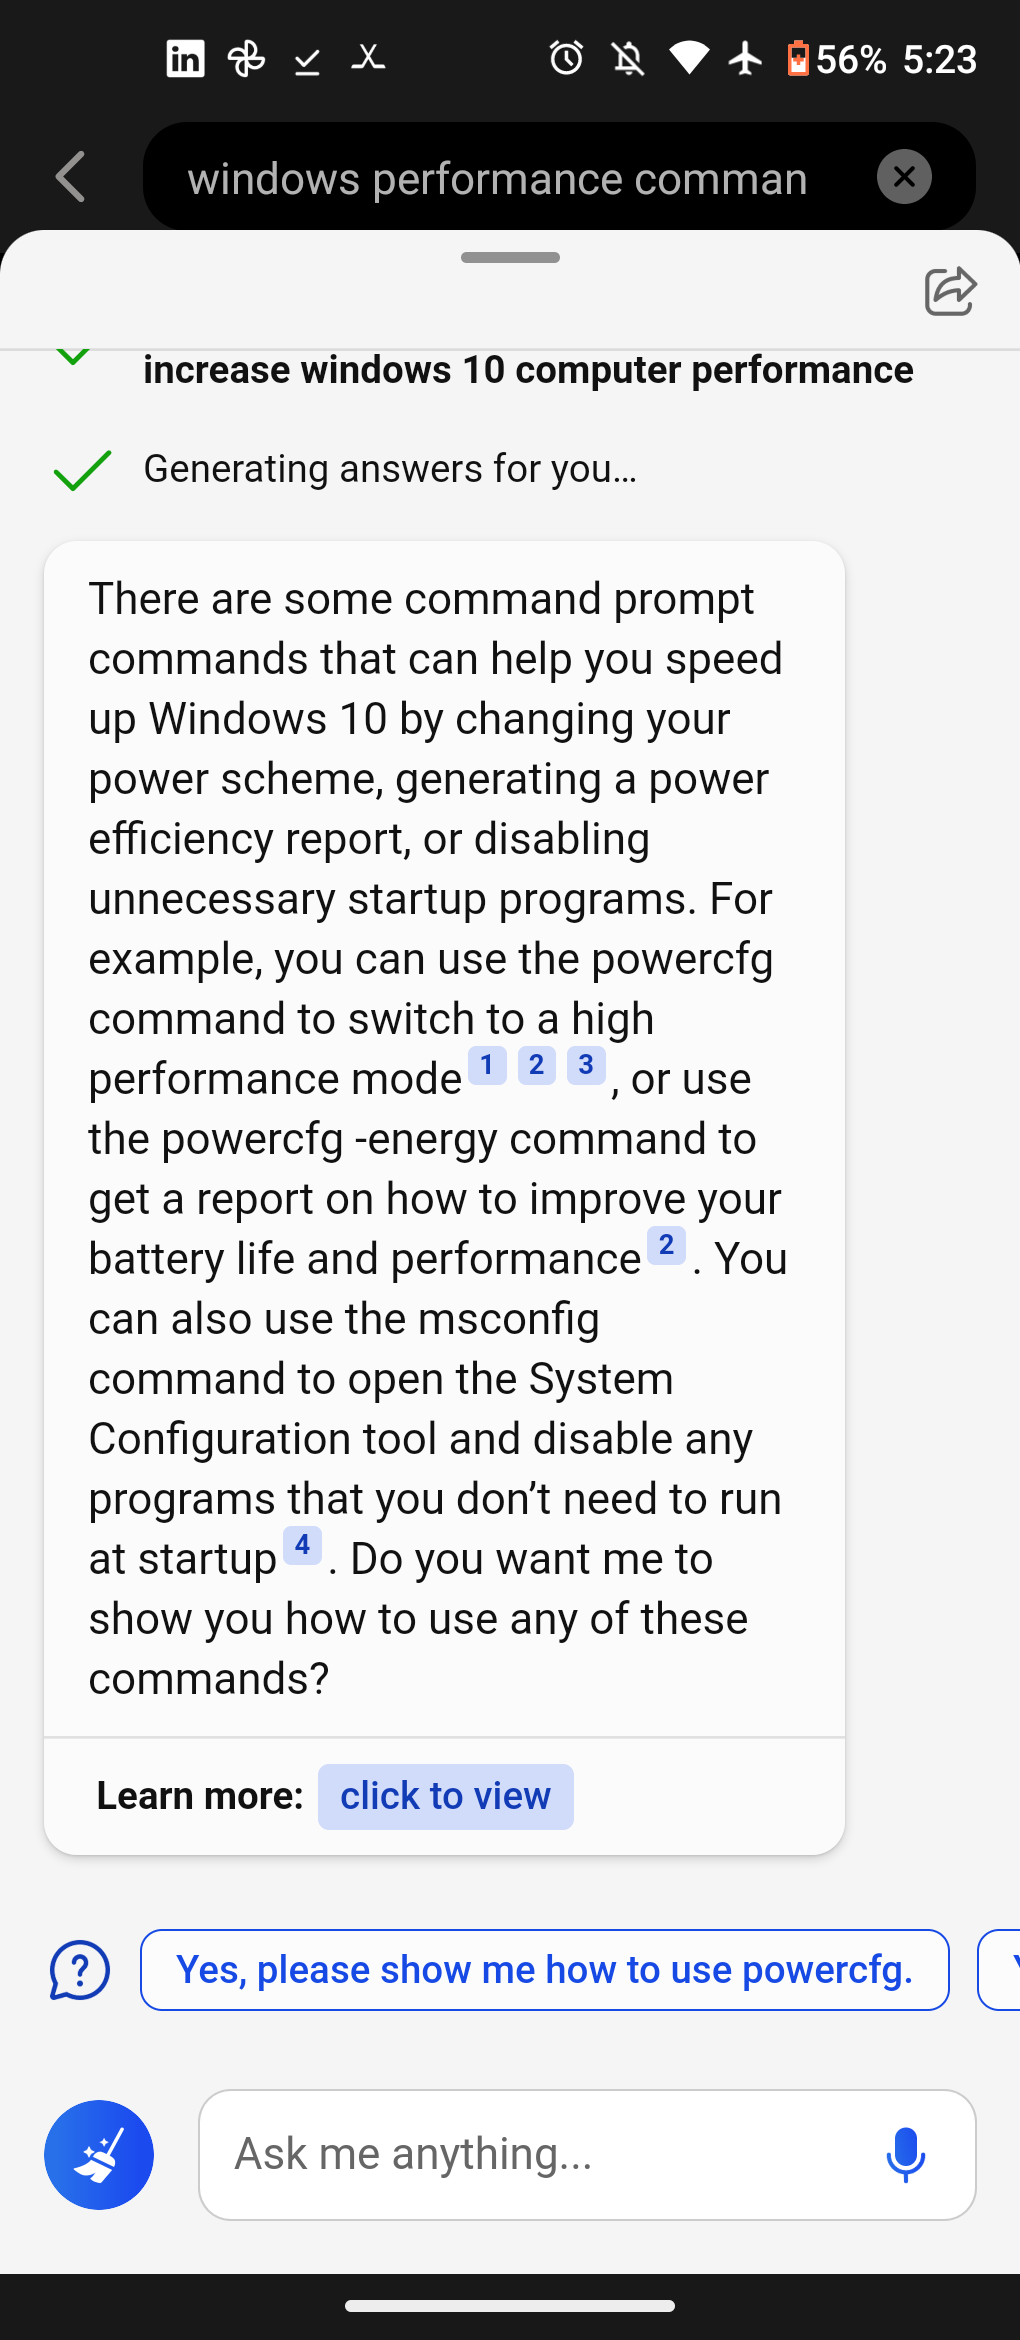 in
56% 5:23
windows performance comman
increase windows 10 computer performance
Generating answers for you...
There are some command prompt
commands that can help you speed
up Windows 10 by changing your
power scheme, generating a power
efficiency report, or disabling
unnecessary startup programs. For
example, you can use the powercfg
command to switch to a high
performance mode 1 2 3 , or use
the powercfg -energy command to
get a report on how to improve your
battery life and performance 2 . You
can also use the msconfig
command to open the System
Configuration tool and disable any
programs that you don’t need to run
at startup 4 . Do you want me to
show you how to use any of these
commands?
Learn more: click to view
Yes, please show me how to use powercfg.
Ask me anything...